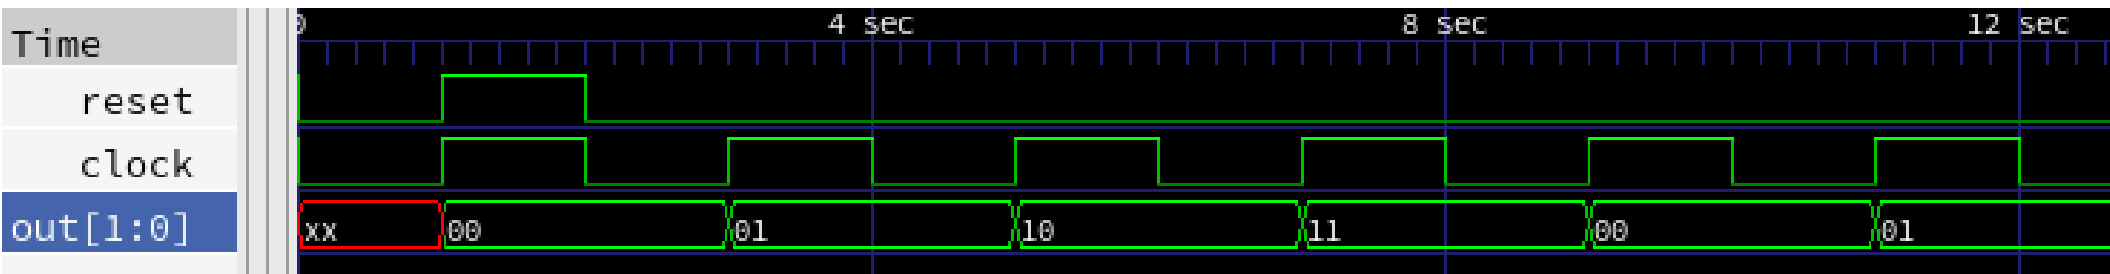 Time 0 4 sec 8 sec 12 sec
reset
clock
out[1:0] xx 00 01 10 11 00 01